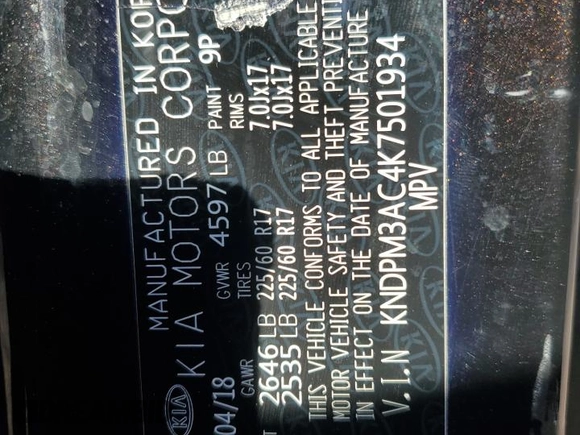 MANUFACTURED IN KOR
KIA MOTORS CORPO
KIA
04/18 GVWR 4597 LB PAINT 9P
GAWR TIRES RIMS
2646 LB 225/60 R17 7.0Jx17
2535 LB 225/60 R17 7.0Jx17
THIS VEHICLE CONFORMS TO ALL APPLICABLE
MOTOR VEHICLE SAFETY AND THEFT PREVENTI
IN EFFECT ON THE DATE OF MANUFACTURE
V.I.N KNDPM3AC4K7501934
MPV